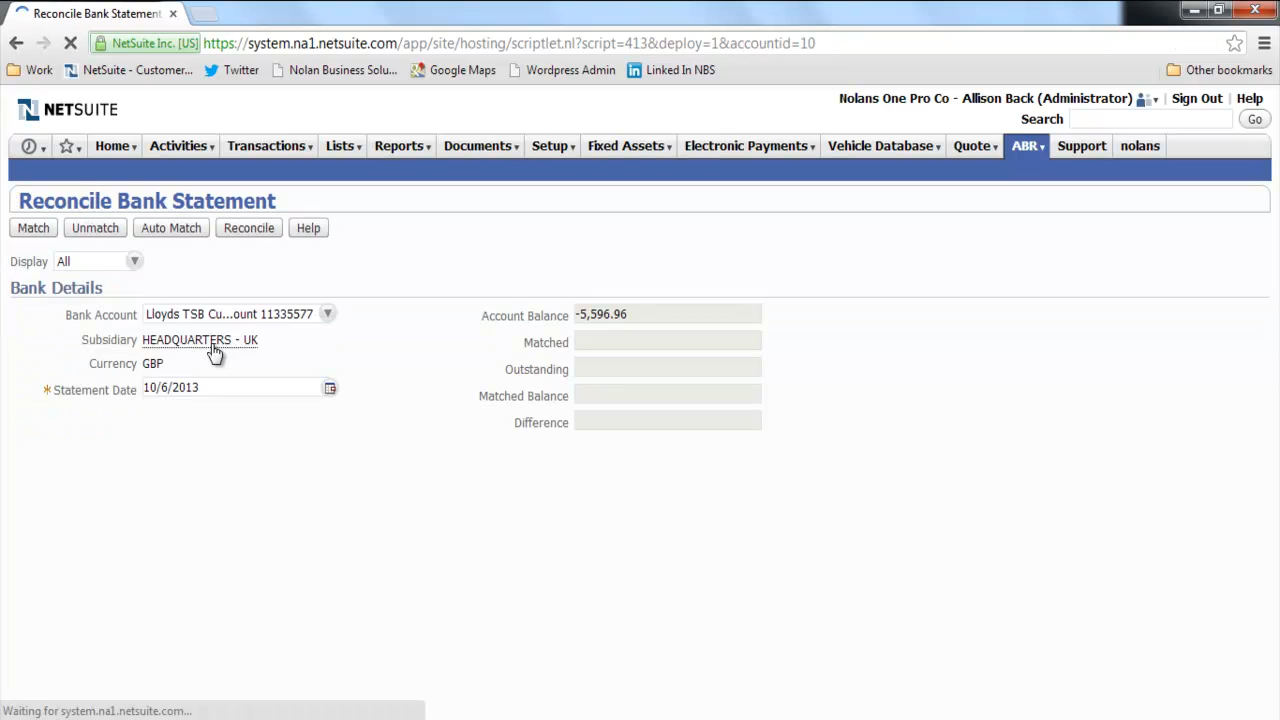 Reconcile Bank Statement
NetSuite Inc. [US] https://system.na1.netsuite.com/app/site/hosting/scriptlet.nl?script=413&deploy=1&accountid=10
Work NetSuite - Customer... Twitter Nolan Business Solu... Google Maps Wordpress Admin Linked In NBS Other bookmarks
NETSUITE
Nolans One Pro Co - Allison Back (Administrator) Sign Out Help
Search Go
Home Activities Transactions Lists Reports Documents Setup Fixed Assets Electronic Payments Vehicle Database Quote ABR Support nolans
Reconcile Bank Statement
Match Unmatch Auto Match Reconcile Help
Display All
Bank Details
Bank Account Lloyds TSB Cu...ount 11335577
Subsidiary HEADQUARTERS - UK
Currency GBP
* Statement Date 10/6/2013
Account Balance -5,596.96
Matched
Outstanding
Matched Balance
Difference
Waiting for system.na1.netsuite.com...